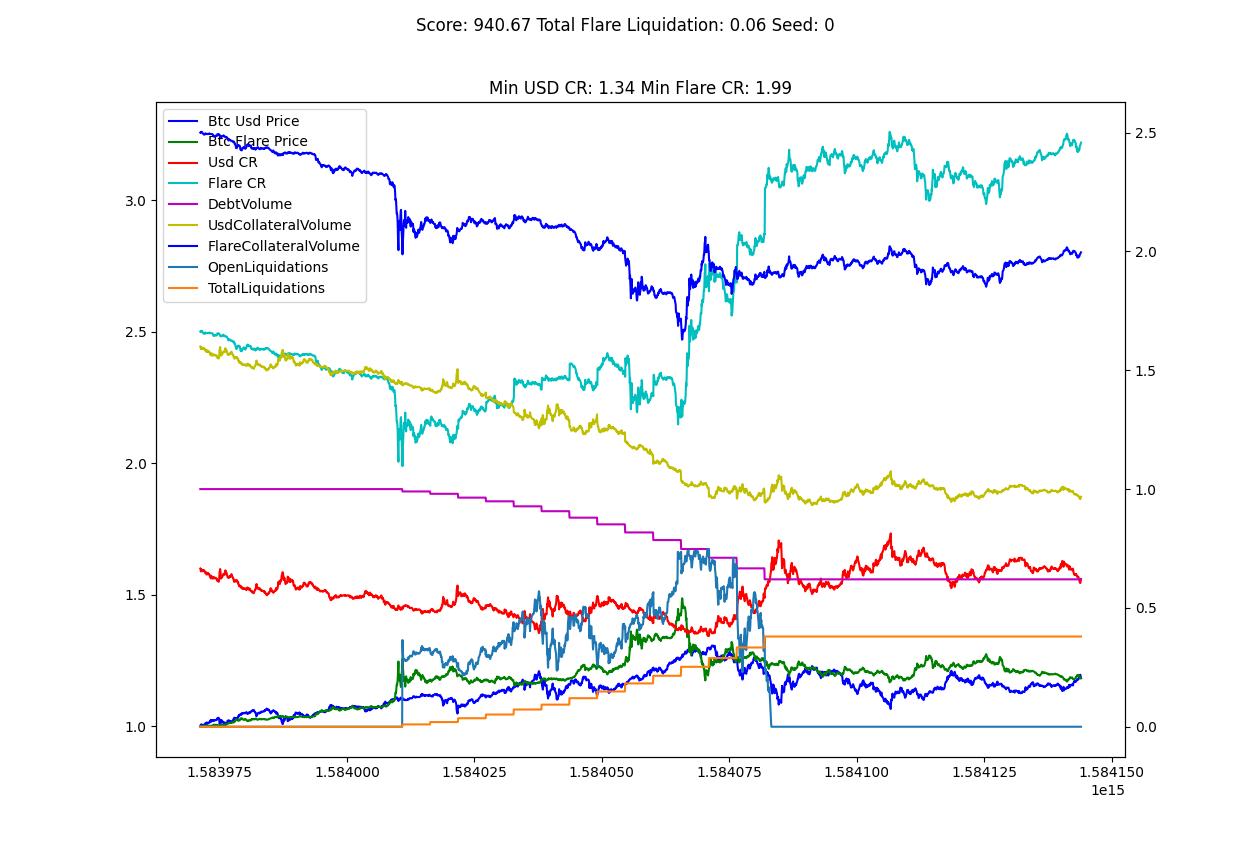 Score: 940.67 Total Flare Liquidation: 0.06 Seed: 0
Min USD CR: 1.34 Min Flare CR: 1.99
Btc Usd Price
Btc Flare Price
Usd CR
Flare CR
DebtVolume
UsdCollateralVolume
FlareCollateralVolume
OpenLiquidations
TotalLiquidations
3.0
2.5
2.0
1.5
1.0
2.5
2.0
1.5
1.0
0.5
0.0
1.583975
1.584000
1.584025
1.584050
1.584075
1.584100
1.584125
1.584150
1e15